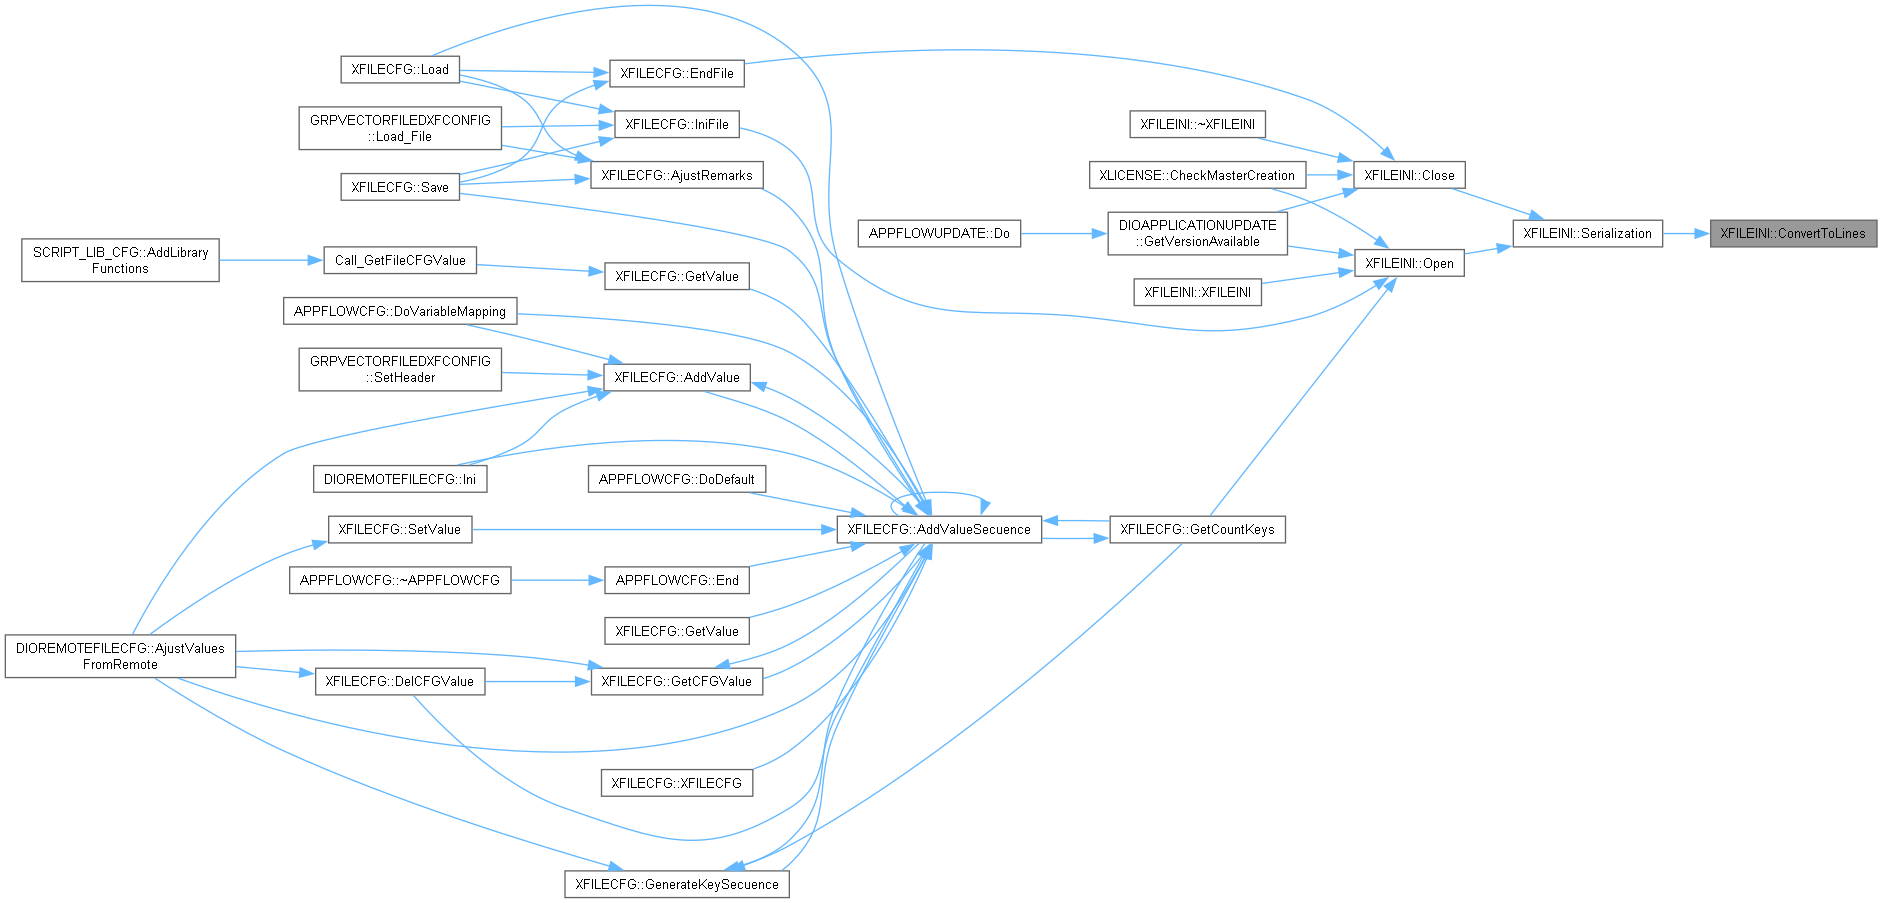 XFILECFG::Load
XFILECFG::EndFile
GRPVECTORFILEDXFCONFIG
::Load_File
XFILECFG::IniFile
XFILECFG::Save
XFILECFG::AjustRemarks
XFILEINI::~XFILEINI
XLICENSE::CheckMasterCreation
XFILEINI::Close
APPFLOWUPDATE::Do
DIOAPPLICATIONUPDATE
::GetVersionAvailable
XFILEINI::Serialization
XFILEINI::ConvertToLines
XFILEINI::Open
XFILEINI::XFILEINI
SCRIPT_LIB_CFG::AddLibrary
Functions
Call_GetFileCFGValue
XFILECFG::GetValue
APPFLOWCFG::DoVariableMapping
GRPVECTORFILEDXFCONFIG
::SetHeader
XFILECFG::AddValue
DIOREMOTEFILECFG::Ini
APPFLOWCFG::DoDefault
XFILECFG::SetValue
XFILECFG::AddValueSecuence
XFILECFG::GetCountKeys
APPFLOWCFG::~APPFLOWCFG
APPFLOWCFG::End
XFILECFG::GetValue
DIOREMOTEFILECFG::AjustValues
FromRemote
XFILECFG::DelCFGValue
XFILECFG::GetCFGValue
XFILECFG::XFILECFG
XFILECFG::GenerateKeySecuence